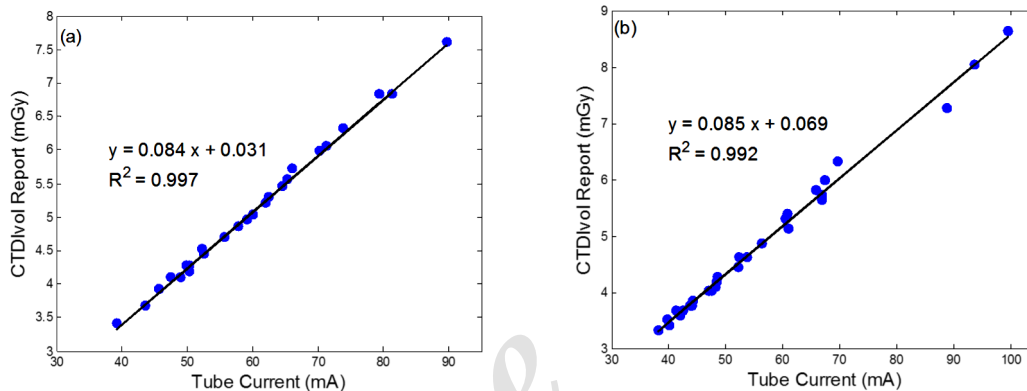 (a)
8
7.5
7
6.5
6
5.5
5
4.5
4
3.5
3
CTDIvol Report (mGy)
y = 0.084 x + 0.031
R² = 0.997
30 40 50 60 70 80 90
Tube Current (mA)
(b)
9
8
7
6
5
4
3
CTDIvol Report (mGy)
y = 0.085 x + 0.069
R² = 0.992
30 40 50 60 70 80 90 100
Tube Current (mA)
e